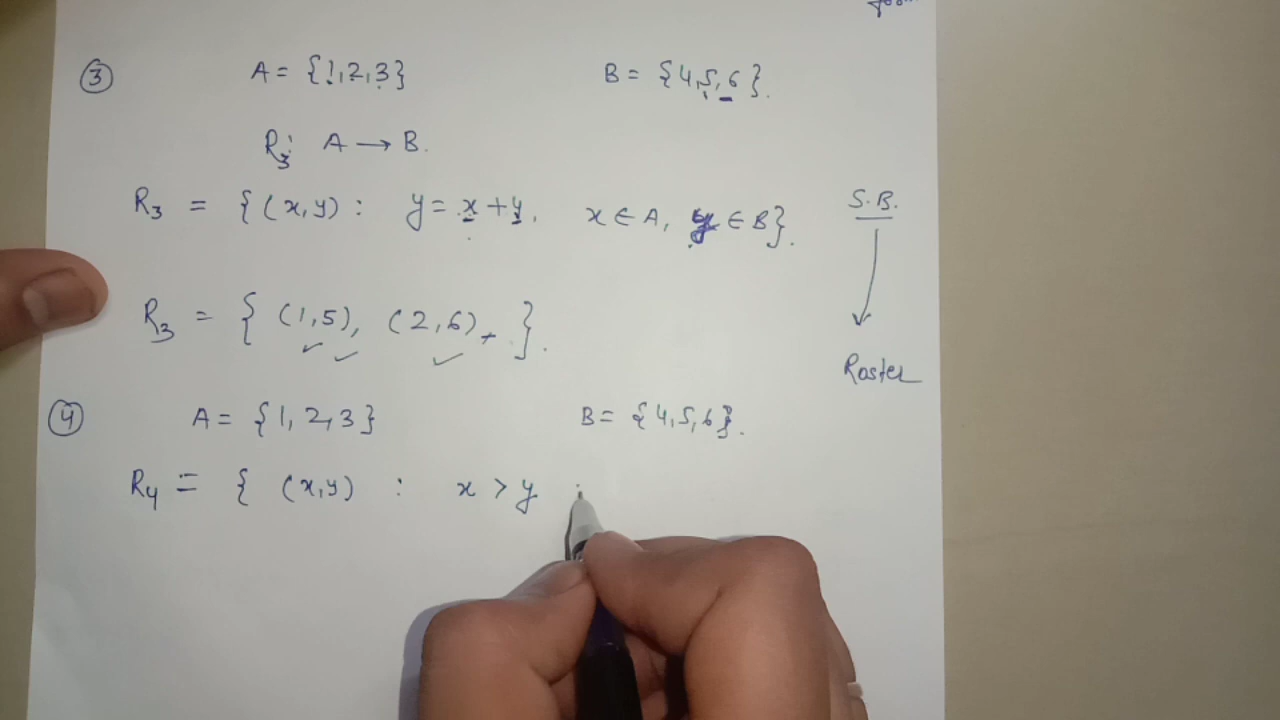 ③ A = {1,2,3} B = {4,5,6}.
R₃: A → B.
R₃ = {(x,y) : y = x + y, x ∈ A, y ∈ B}. S.B.
R₃ = { (1,5), (2,6), }.
Roster
④ A = {1, 2, 3} B = {4,5,6}.
R₄ = { (x,y) : x > y